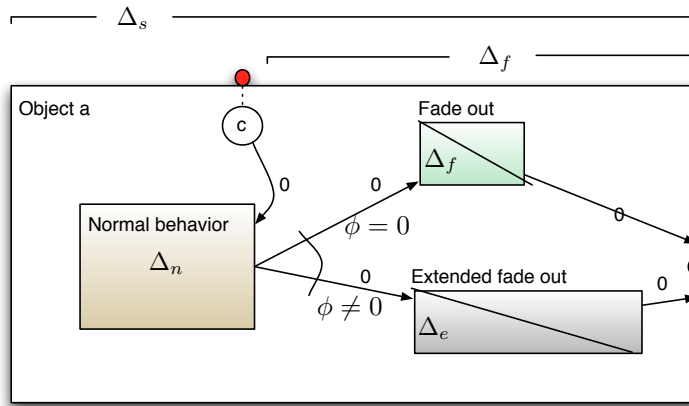 Δs
Δf
Object a
c
Fade out
Δf
0
0
ϕ = 0
0
Normal behavior
Δn
0
ϕ ≠ 0
Extended fade out
0
Δe